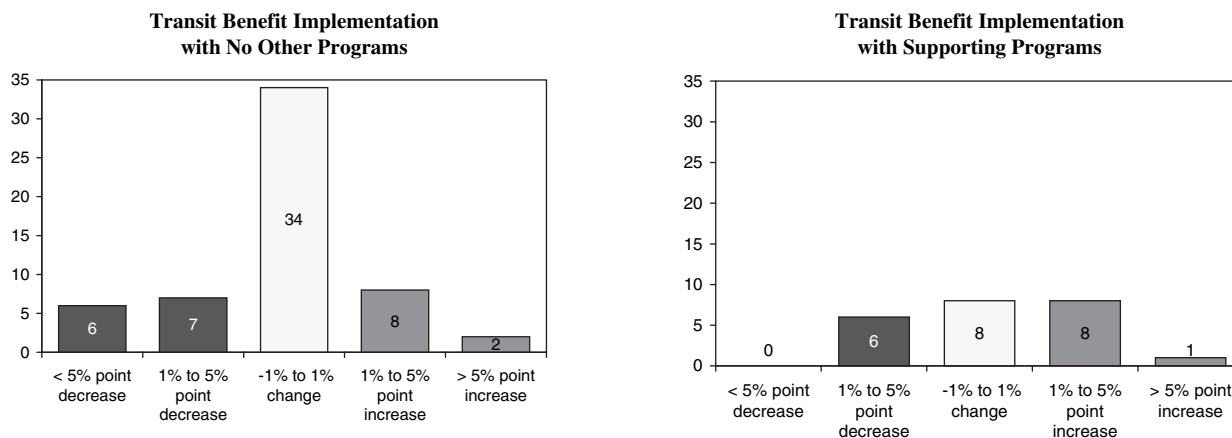 Transit Benefit Implementation
with No Other Programs
35
30
25
20
15
10
5
0
6
7
34
8
2
< 5% point
decrease
1% to 5%
point
decrease
-1% to 1%
change
1% to 5%
point
increase
> 5% point
increase
Transit Benefit Implementation
with Supporting Programs
35
30
25
20
15
10
5
0
0
6
8
8
1
< 5% point
decrease
1% to 5%
point
decrease
-1% to 1%
change
1% to 5%
point
increase
> 5% point
increase